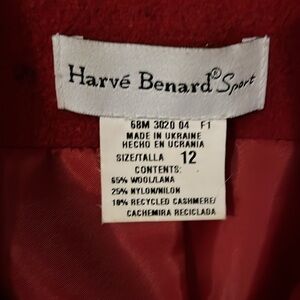 Harvé Benard® Sport
68M 3020 04 F1
MADE IN UKRAINE
HECHO EN UCRANIA
SIZE/TALLA 12
CONTENTS:
65% WOOL/LANA
25% NYLON/NILON
10% RECYCLED CASHMERE/
CACHEMIRA RECICLADA